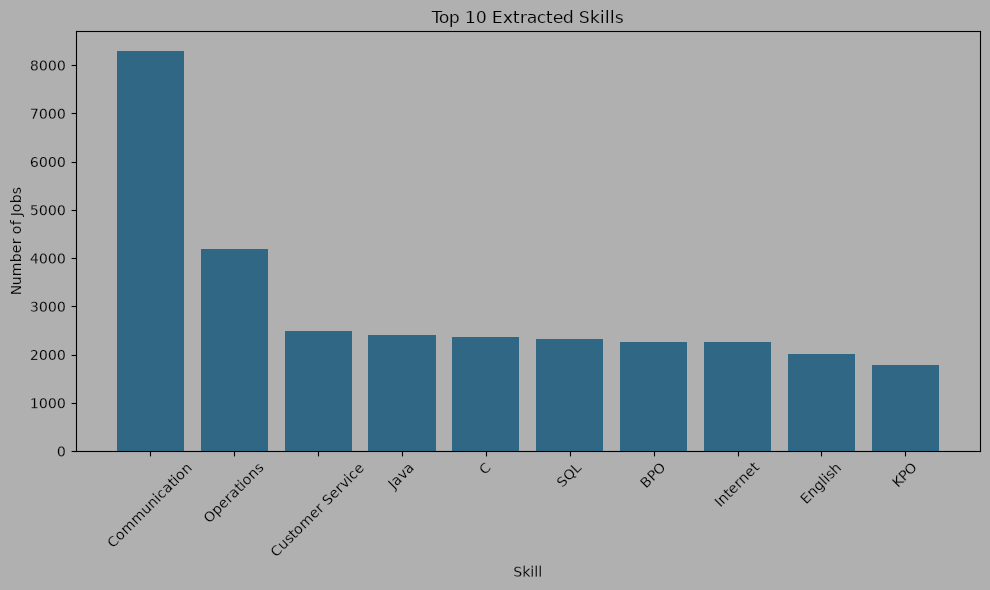 Top 10 Extracted Skills
Number of Jobs
8000
7000
6000
5000
4000
3000
2000
1000
0
Communication
Operations
Customer Service
Java
C
SQL
BPO
Internet
English
KPO
Skill